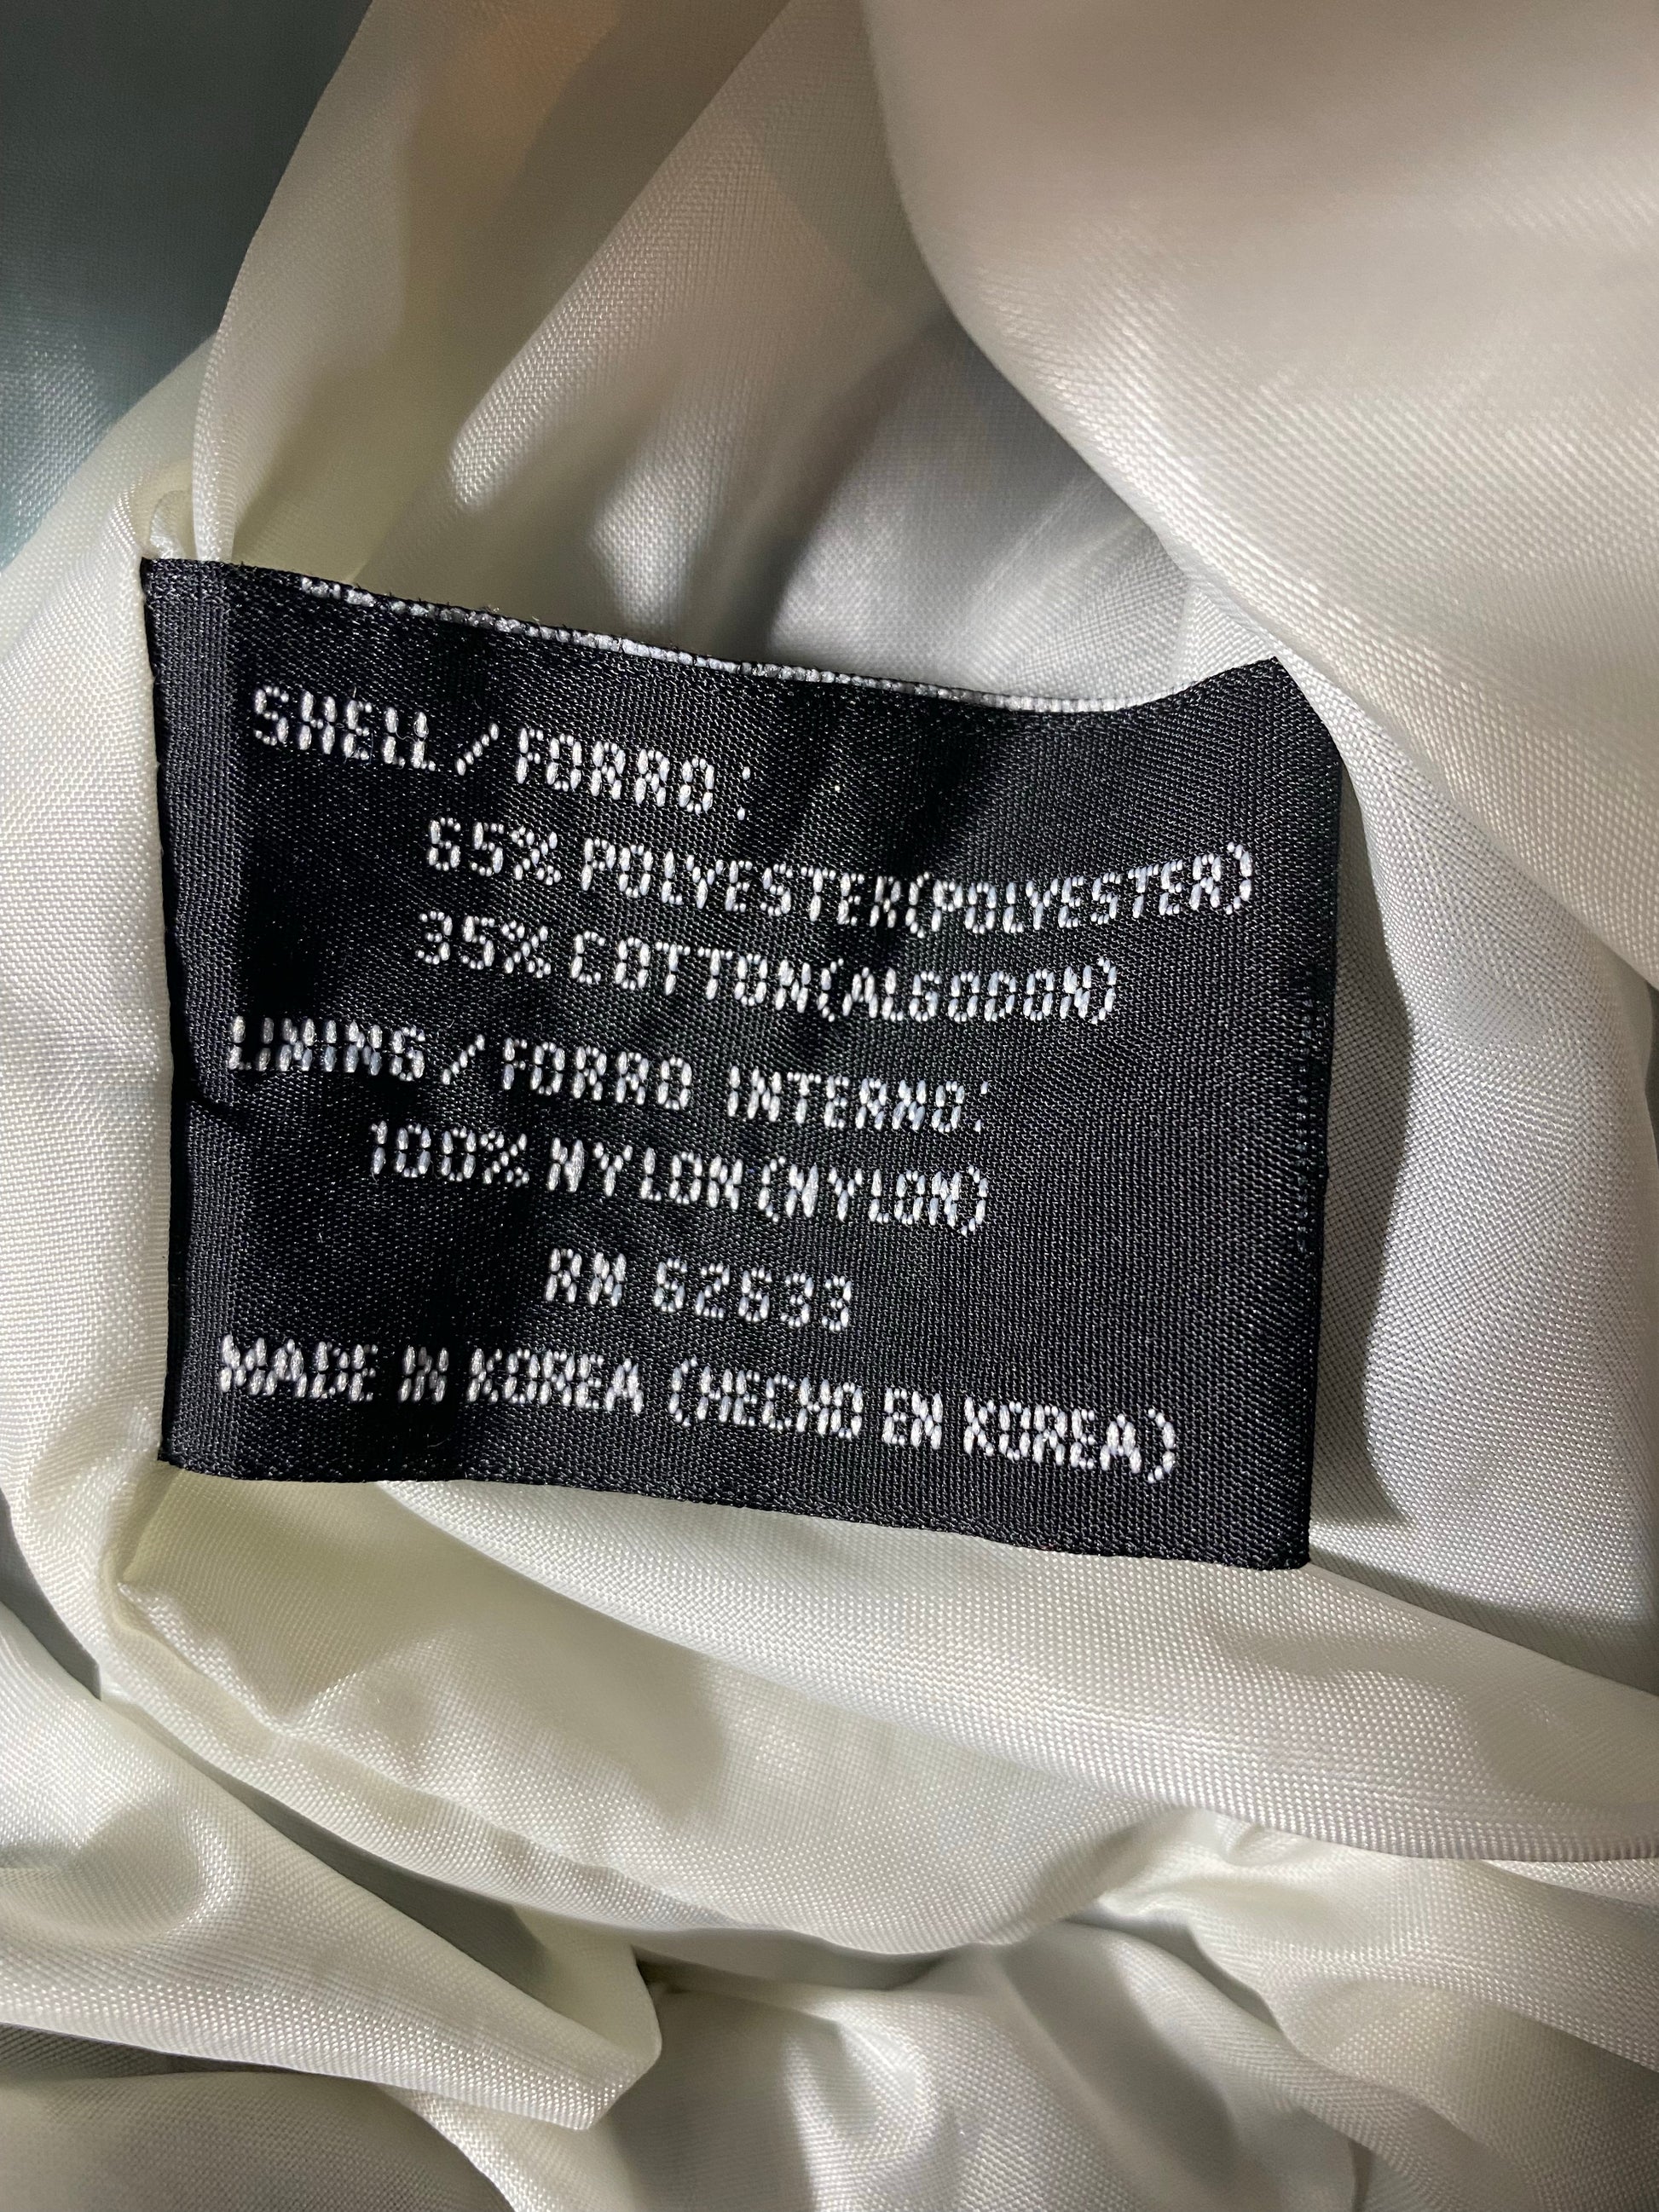 SHELL/FORRO:
65% POLYESTER(POLYESTER)
35% COTTON(ALGODON)
LINING/FORRO INTERNO:
100% NYLON(NYLON)
RN 62633
MADE IN KOREA (HECHO EN KOREA)